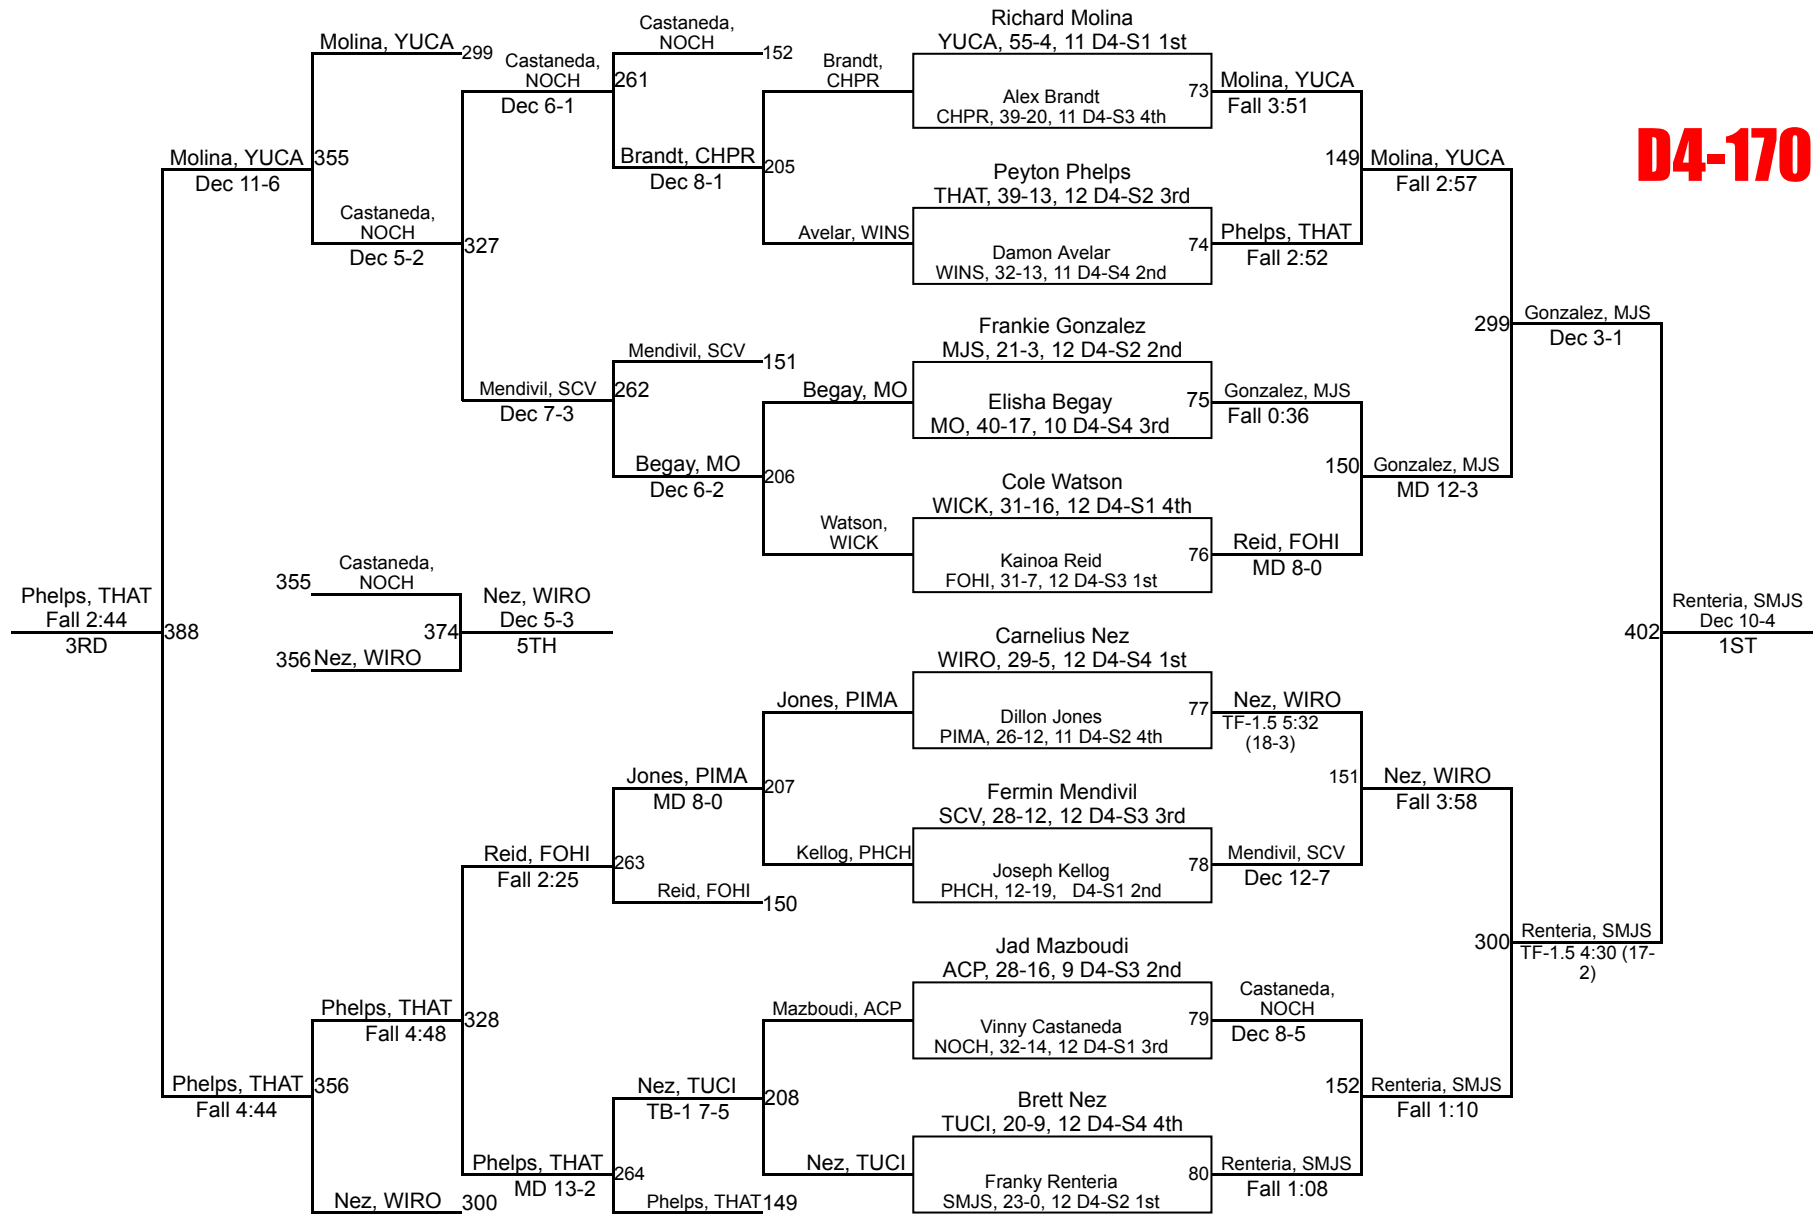 D4-170
Richard Molina
YUCA, 55-4, 11 D4-S1 1st
Alex Brandt
CHPR, 39-20, 11 D4-S3 4th
73
Peyton Phelps
THAT, 39-13, 12 D4-S2 3rd
Damon Avelar
WINS, 32-13, 11 D4-S4 2nd
74
Frankie Gonzalez
MJS, 21-3, 12 D4-S2 2nd
Elisha Begay
MO, 40-17, 10 D4-S4 3rd
75
Cole Watson
WICK, 31-16, 12 D4-S1 4th
Kainoa Reid
FOHI, 31-7, 12 D4-S3 1st
76
Carnelius Nez
WIRO, 29-5, 12 D4-S4 1st
Dillon Jones
PIMA, 26-12, 11 D4-S2 4th
77
Fermin Mendivil
SCV, 28-12, 12 D4-S3 3rd
Joseph Kellog
PHCH, 12-19, D4-S1 2nd
78
Jad Mazboudi
ACP, 28-16, 9 D4-S3 2nd
Vinny Castaneda
NOCH, 32-14, 12 D4-S1 3rd
79
Brett Nez
TUCI, 20-9, 12 D4-S4 4th
Franky Renteria
SMJS, 23-0, 12 D4-S2 1st
80
Molina, YUCA
Fall 3:51
149
Phelps, THAT
Fall 2:52
Gonzalez, MJS
Fall 0:36
150
Reid, FOHI
MD 8-0
Nez, WIRO
TF-1.5 5:32
(18-3)
151
Mendivil, SCV
Dec 12-7
Castaneda,
NOCH
Dec 8-5
152
Renteria, SMJS
Fall 1:08
Molina, YUCA
Fall 2:57
299
Gonzalez, MJS
MD 12-3
Nez, WIRO
Fall 3:58
300
Renteria, SMJS
Fall 1:10
Gonzalez, MJS
Dec 3-1
402
Renteria, SMJS
TF-1.5 4:30 (17-
2)
Renteria, SMJS
Dec 10-4
1ST
Brandt,
CHPR
205
Avelar, WINS
Begay, MO
206
Watson,
WICK
Jones, PIMA
207
Kellog, PHCH
Mazboudi, ACP
208
Nez, TUCI
Castaneda,
NOCH
152
261
Brandt, CHPR
Dec 8-1
Mendivil, SCV
151
262
Begay, MO
Dec 6-2
Jones, PIMA
MD 8-0
263
Reid, FOHI
150
Nez, TUCI
TB-1 7-5
264
Phelps, THAT
149
Castaneda,
NOCH
Dec 6-1
327
Mendivil, SCV
Dec 7-3
Reid, FOHI
Fall 2:25
328
Phelps, THAT
MD 13-2
Molina, YUCA
299
355
Castaneda,
NOCH
Dec 5-2
Phelps, THAT
Fall 4:48
356
Nez, WIRO
300
Molina, YUCA
Dec 11-6
388
Phelps, THAT
Fall 4:44
Phelps, THAT
Fall 2:44
3RD
355
Castaneda,
NOCH
374
356
Nez, WIRO
Nez, WIRO
Dec 5-3
5TH